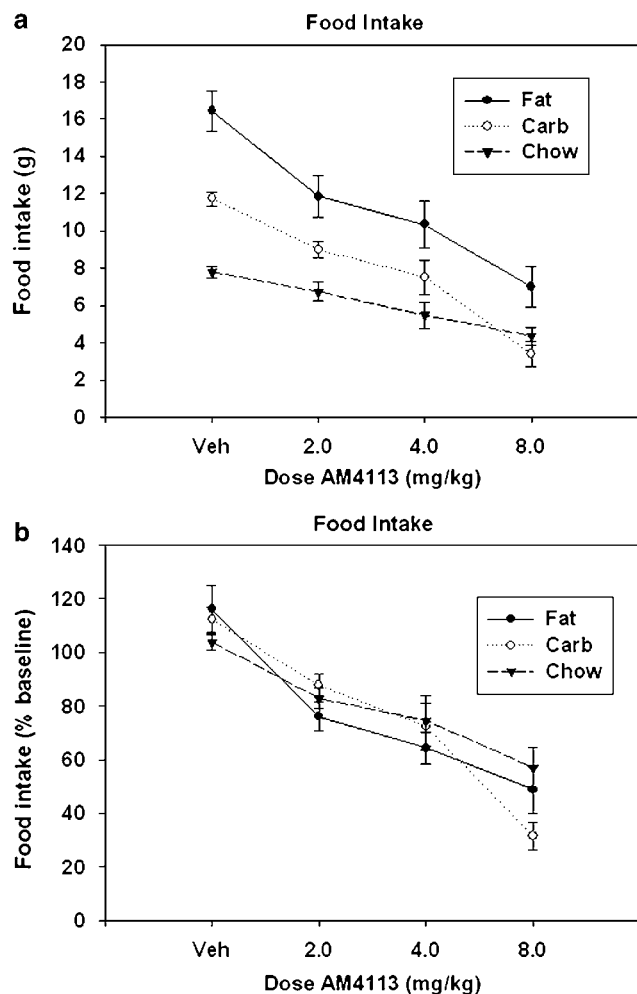 a
Food Intake
20
18
16
14
12
10
8
6
4
2
0
Food intake (g)
Fat
Carb
Chow
Veh 2.0 4.0 8.0
Dose AM4113 (mg/kg)
b
Food Intake
140
120
100
80
60
40
20
0
Food intake (% baseline)
Fat
Carb
Chow
Veh 2.0 4.0 8.0
Dose AM4113 (mg/kg)